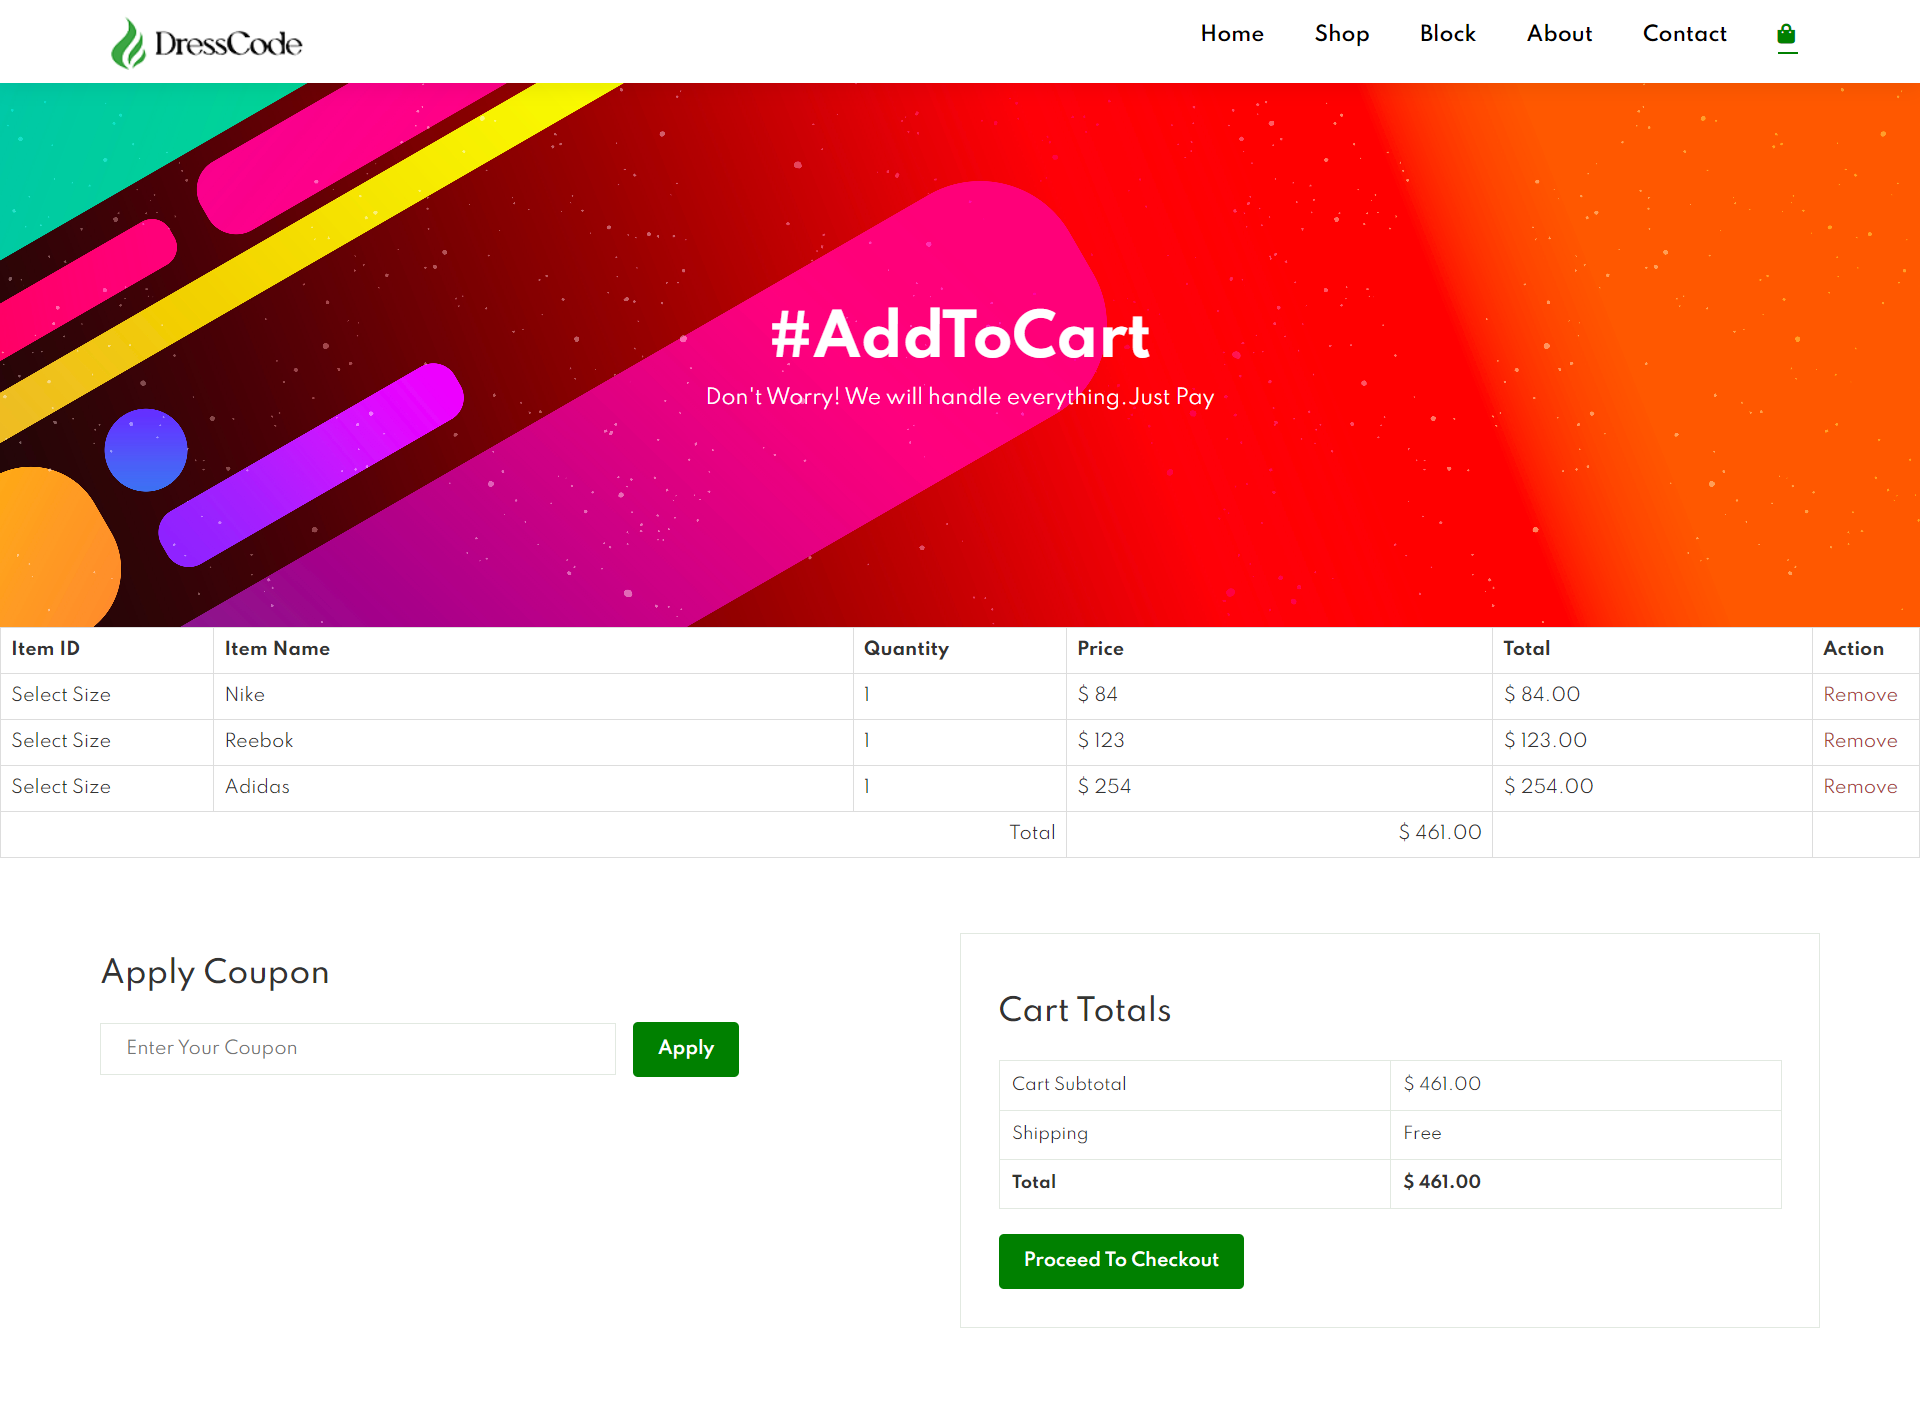 DressCode
Home Shop Block About Contact
#AddToCart
Don't Worry! We will handle everything.Just Pay
Item ID Item Name Quantity Price Total Action
Select Size Nike 1 $ 84 $ 84.00 Remove
Select Size Reebok 1 $ 123 $ 123.00 Remove
Select Size Adidas 1 $ 254 $ 254.00 Remove
Total $ 461.00
Apply Coupon
Enter Your Coupon Apply
Cart Totals
Cart Subtotal $ 461.00
Shipping Free
Total $ 461.00
Proceed To Checkout